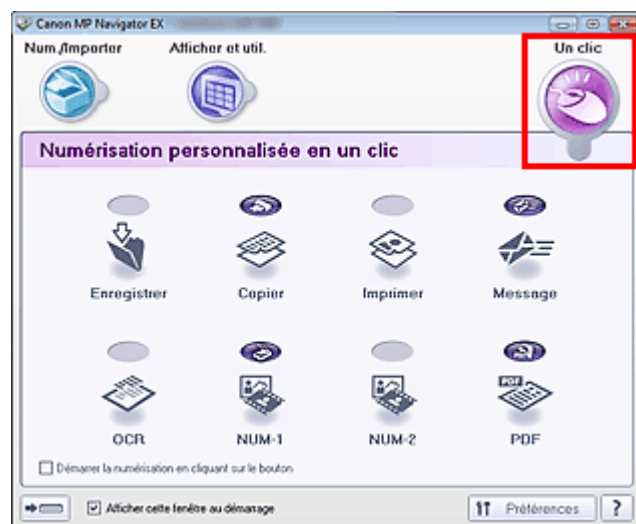 Canon MP Navigator EX
Num./Importer
Afficher et util.
Un clic
Numérisation personnalisée en un clic
Enregistrer
Copier
Imprimer
Message
PDF
OCR
NUM-1
NUM-2
PDF
Démarrer la numérisation en cliquant sur le bouton
Afficher cette fenêtre au démarrage
Préférences
?